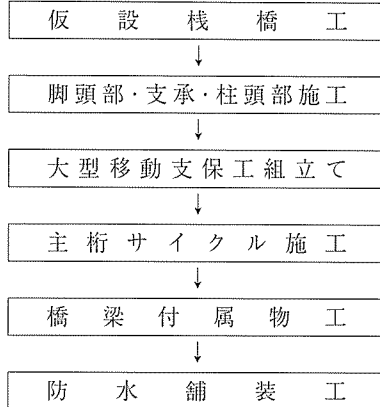 仮設桟橋工
↓
脚頭部·支承·柱頭部施工
↓
大型移動支保工組立て
↓
主桁サイクル施工
↓
橋梁付属物工
↓
防水舗装工